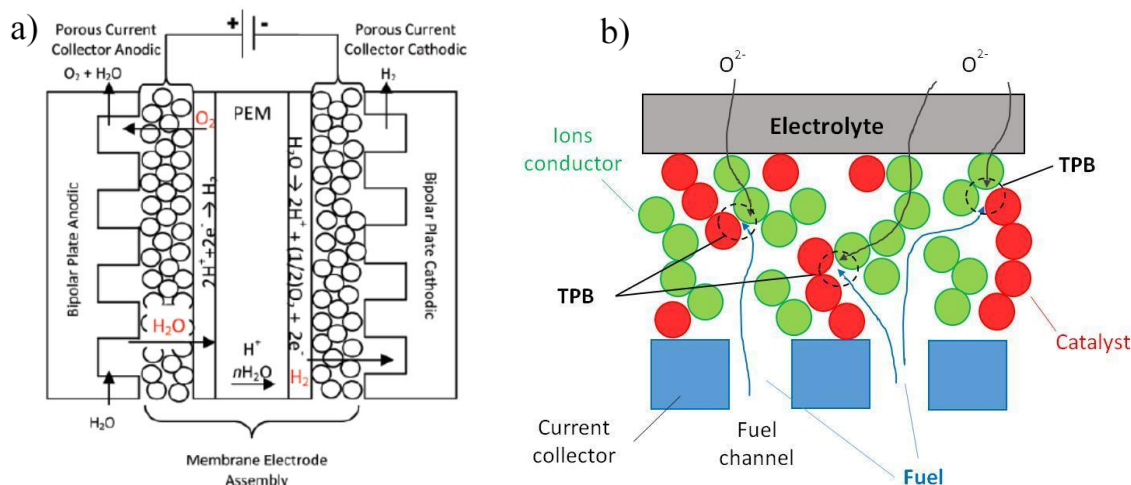 a)
Porous Current
Collector Anodic
O₂ + H₂O
+ -
Porous Current
Collector Cathodic
H₂
Bipolar Plate Anodic
O₂
PEM
2H⁺+2e⁻→H₂
H₂O→2H⁺+(1/2)O₂+2e⁻
Bipolar Plate Cathodic
H₂O
H⁺
nH₂O
H₂
H₂O
Membrane Electrode
Assembly
b)
O²⁻
O²⁻
Electrolyte
Ions
conductor
TPB
TPB
Catalyst
Current
collector
Fuel
channel
Fuel